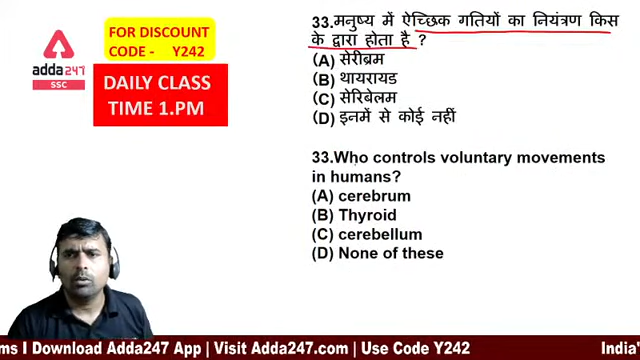 FOR DISCOUNT
CODE - Y242
adda247
SSC
DAILY CLASS
TIME 1.PM
33.मनुष्य में ऐच्छिक गतियों का नियंत्रण किस
के द्वारा होता है ?
(A) सेरीब्रम
(B) थायरायड
(C) सेरिबेलम
(D) इनमें से कोई नहीं
33.Who controls voluntary movements
in humans?
(A) cerebrum
(B) Thyroid
(C) cerebellum
(D) None of these
ms I Download Adda247 App | Visit Adda247.com | Use Code Y242
India'